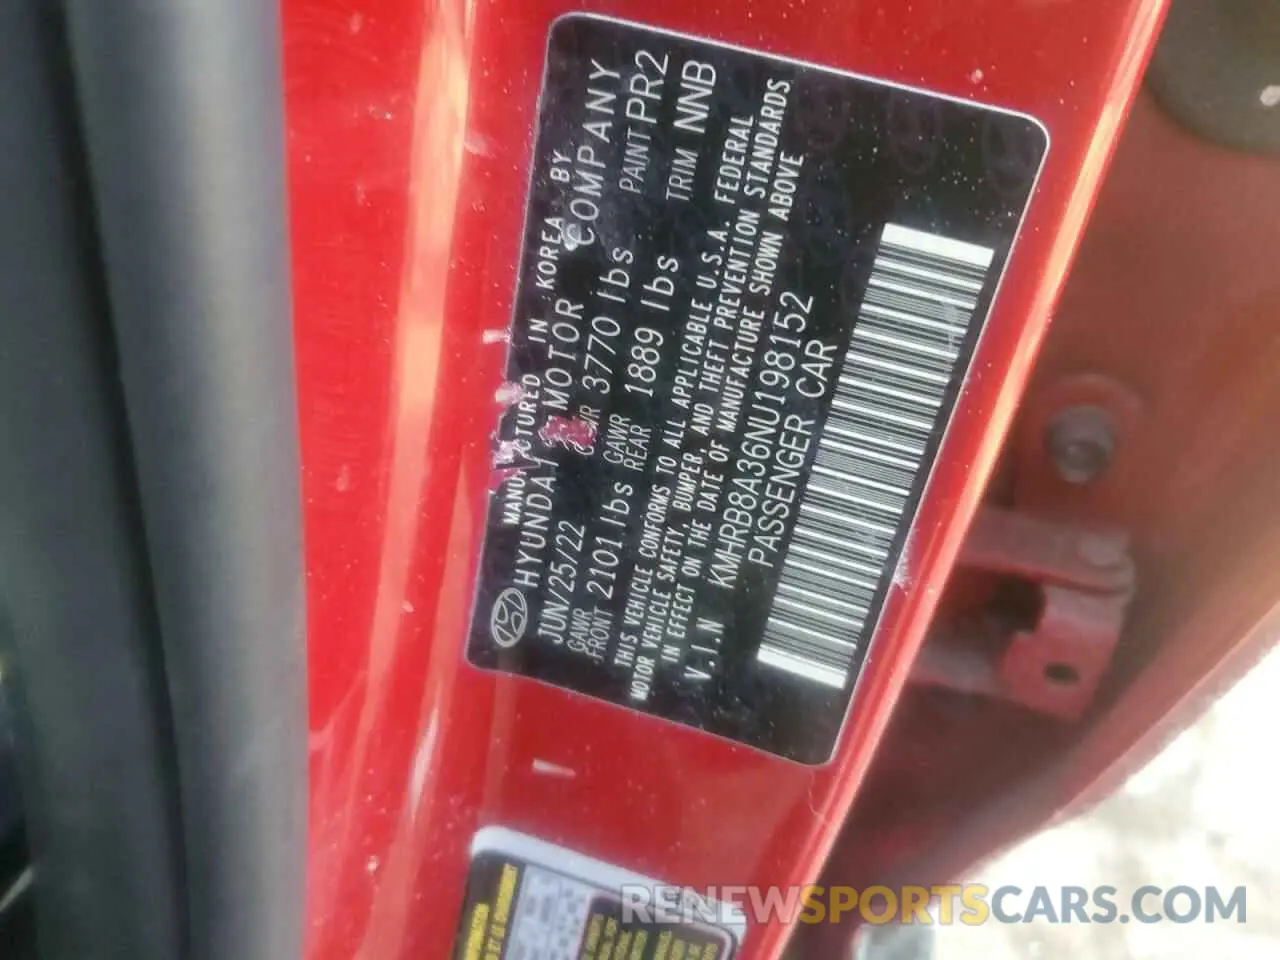 MANUFACTURED IN KOREA BY
HYUNDAI MOTOR COMPANY
JUN/25/22 3770 lbs PAINT PR2
GAWR FRONT 2101 lbs GAWR REAR 1889 lbs TRIM NNB
THIS VEHICLE CONFORMS TO ALL APPLICABLE U.S.A. FEDERAL
MOTOR VEHICLE SAFETY, BUMPER, AND THEFT PREVENTION STANDARDS
IN EFFECT ON THE DATE OF MANUFACTURE SHOWN ABOVE
V.I.N KMHRB8A36NU198152
PASSENGER CAR
RENEWSPORTSCARS.COM